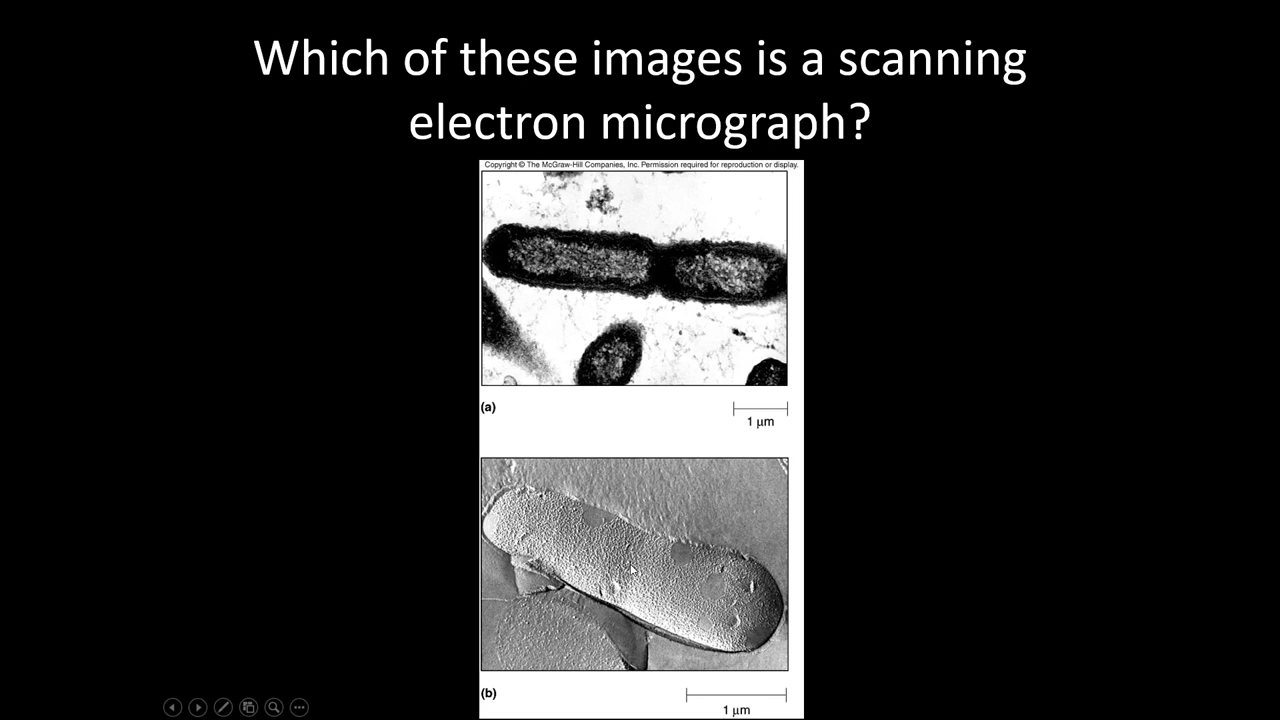 Which of these images is a scanning
electron micrograph?
Copyright © The McGraw-Hill Companies, Inc. Permission required for reproduction or display.
(a)
1 μm
(b)
1 μm